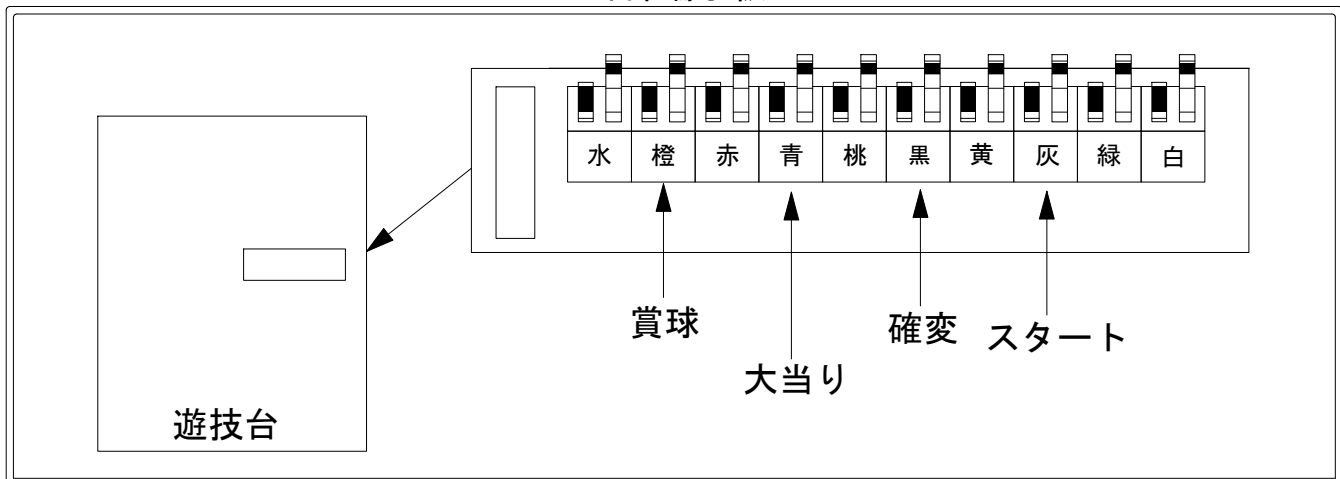 水 橙 赤 青 桃 黒 黄 灰 緑 白
賞球
大当り
確変
スタート
遊技台